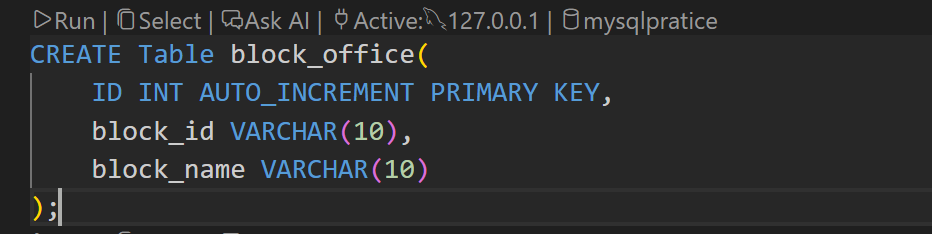 Run | Select | Ask AI | Active: 127.0.0.1 | mysqlpratice
CREATE Table block_office(
    ID INT AUTO_INCREMENT PRIMARY KEY,
    block_id VARCHAR(10),
    block_name VARCHAR(10)
);